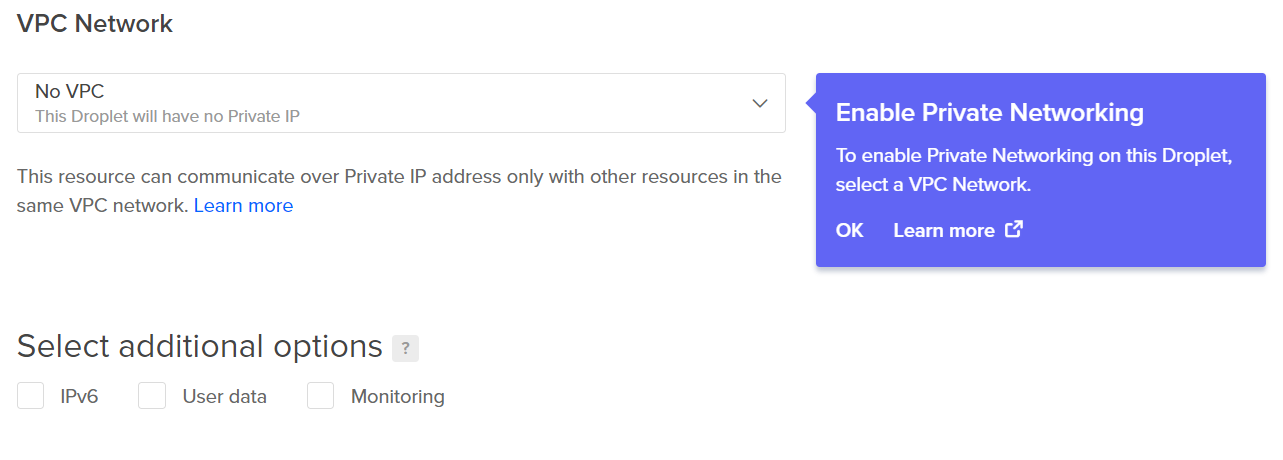 VPC Network
No VPC
This Droplet will have no Private IP
This resource can communicate over Private IP address only with other resources in the
same VPC network. Learn more
Enable Private Networking
To enable Private Networking on this Droplet,
select a VPC Network.
OK Learn more
Select additional options ?
IPv6 User data Monitoring